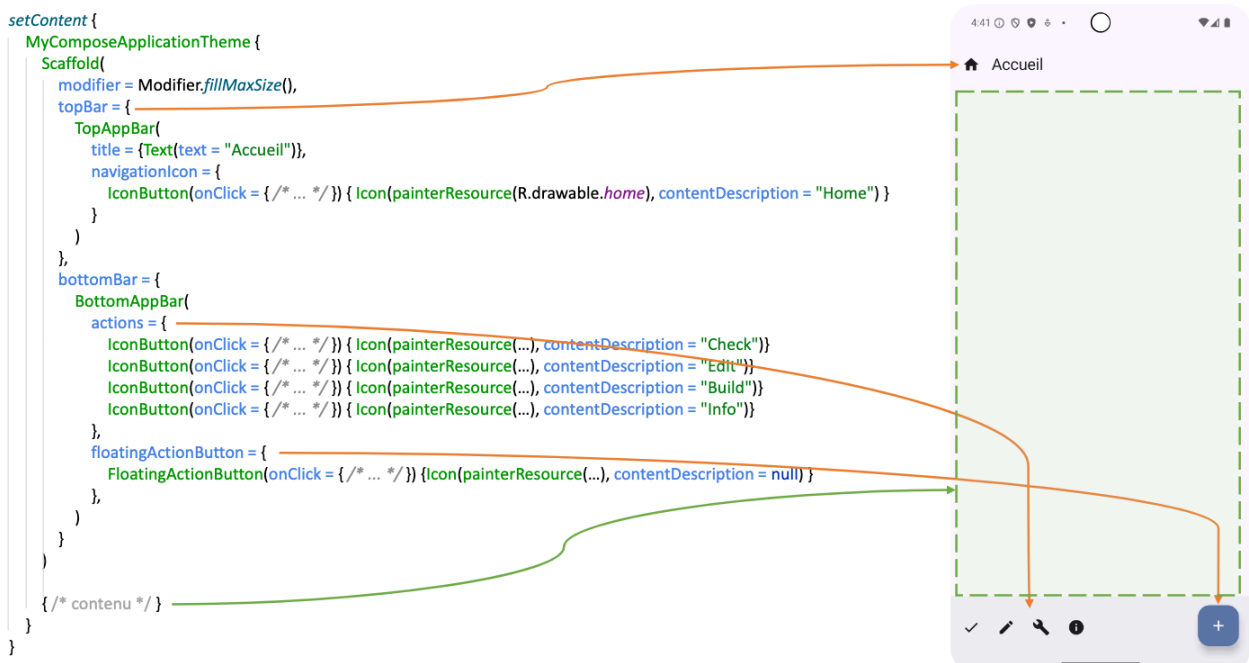 setContent {
MyComposeApplicationTheme {
Scaffold(
modifier = Modifier.fillMaxSize(),
topBar = {
TopAppBar(
title = {Text(text = "Accueil")},
navigationIcon = {
IconButton(onClick = { /* ... */ }) { Icon(painterResource(R.drawable.home), contentDescription = "Home") }
}
)
},
bottomBar = {
BottomAppBar(
actions = {
IconButton(onClick = { /* ... */ }) { Icon(painterResource(...), contentDescription = "Check")}
IconButton(onClick = { /* ... */ }) { Icon(painterResource(...), contentDescription = "Edit")}
IconButton(onClick = { /* ... */ }) { Icon(painterResource(...), contentDescription = "Build")}
IconButton(onClick = { /* ... */ }) { Icon(painterResource(...), contentDescription = "Info")}
},
floatingActionButton = {
FloatingActionButton(onClick = { /* ... */ }) {Icon(painterResource(...), contentDescription = null) }
},
)
}
)
{ /* contenu */ }
}
}
4:41
Accueil